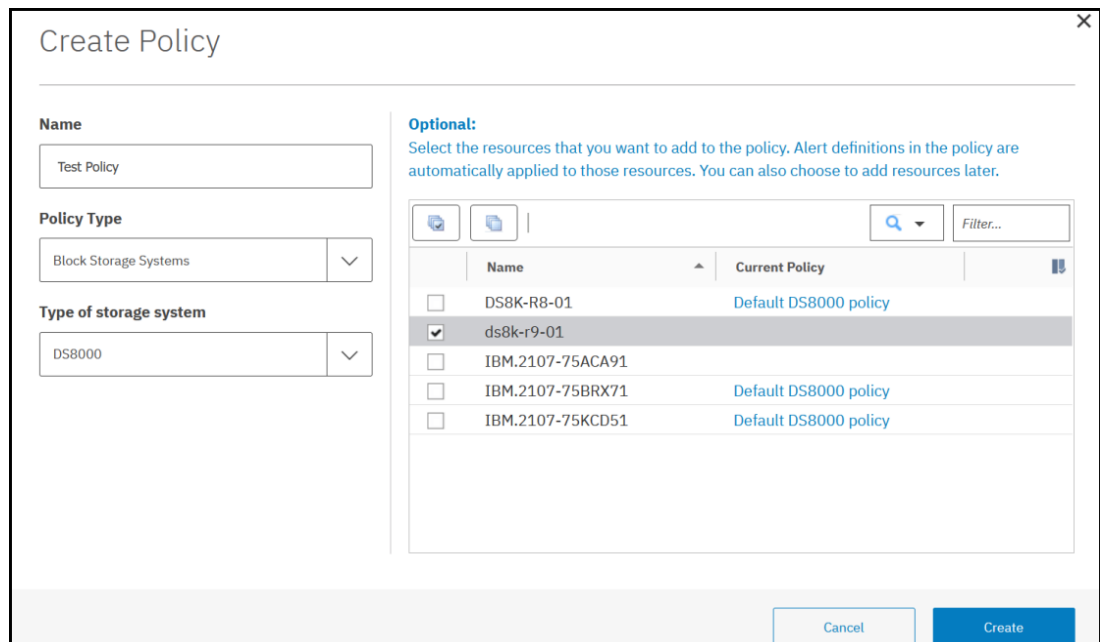 Create Policy
Name
Test Policy
Policy Type
Block Storage Systems
Type of storage system
DS8000
Optional:
Select the resources that you want to add to the policy. Alert definitions in the policy are
automatically applied to those resources. You can also choose to add resources later.
Filter...
Name Current Policy
DS8K-R8-01 Default DS8000 policy
ds8k-r9-01
IBM.2107-75ACA91
IBM.2107-75BRX71 Default DS8000 policy
IBM.2107-75KCD51 Default DS8000 policy
Cancel Create